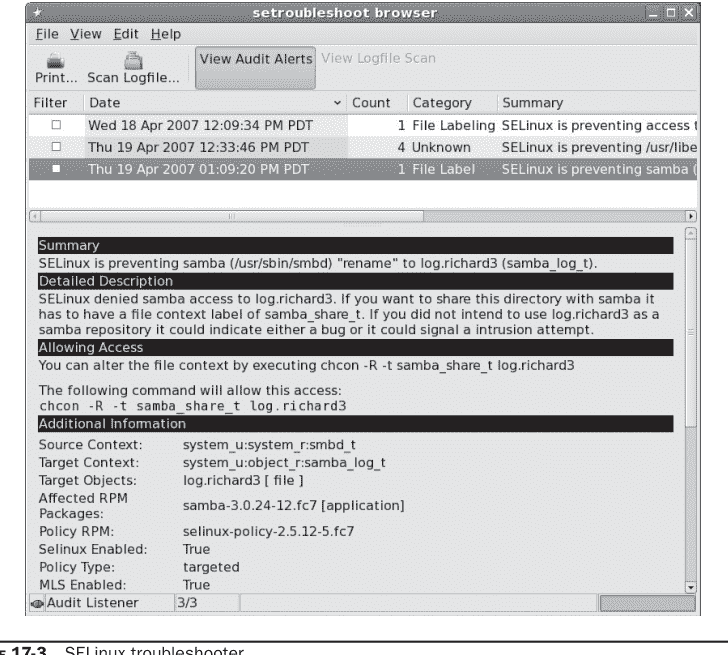 setroubleshoot browser
File View Edit Help
Print... Scan Logfile... View Audit Alerts View Logfile Scan
Filter Date Count Category Summary
Wed 18 Apr 2007 12:09:34 PM PDT 1 File Labeling SELinux is preventing access t
Thu 19 Apr 2007 12:33:46 PM PDT 4 Unknown SELinux is preventing /usr/libe
Thu 19 Apr 2007 01:09:20 PM PDT 1 File Label SELinux is preventing samba (
Summary
SELinux is preventing samba (/usr/sbin/smbd) "rename" to log.richard3 (samba_log_t).
Detailed Description
SELinux denied samba access to log.richard3. If you want to share this directory with samba it
has to have a file context label of samba_share_t. If you did not intend to use log.richard3 as a
samba repository it could indicate either a bug or it could signal a intrusion attempt.
Allowing Access
You can alter the file context by executing chcon -R -t samba_share_t log.richard3
The following command will allow this access:
chcon -R -t samba_share_t log.richard3
Additional Information
Source Context: system_u:system_r:smbd_t
Target Context: system_u:object_r:samba_log_t
Target Objects: log.richard3 [ file ]
Affected RPM
Packages: samba-3.0.24-12.fc7 [application]
Policy RPM: selinux-policy-2.5.12-5.fc7
Selinux Enabled: True
Policy Type: targeted
MLS Enabled: True
Audit Listener 3/3
17-3 SELinux troubleshooter